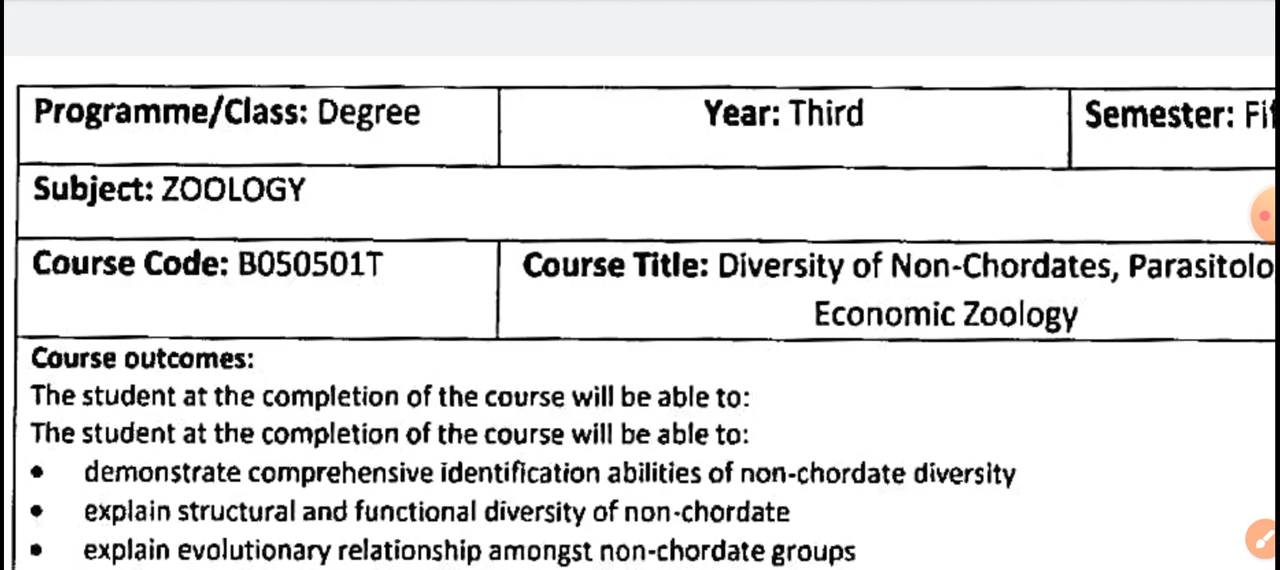 Programme/Class: Degree
Year: Third
Semester:
Subject: ZOOLOGY
Course Code: B050501T
Course Title: Diversity of Non-Chordates,
Economic Zoology
Course outcomes:
The student at the completion of the course will be able to:
The student at the completion of the course will be able to:
• demonstrate comprehensive identification abilities of non-chordate diversity
• explain structural and functional diversity of non-chordate
• explain evolutionary relationship amongst non-chordate groups